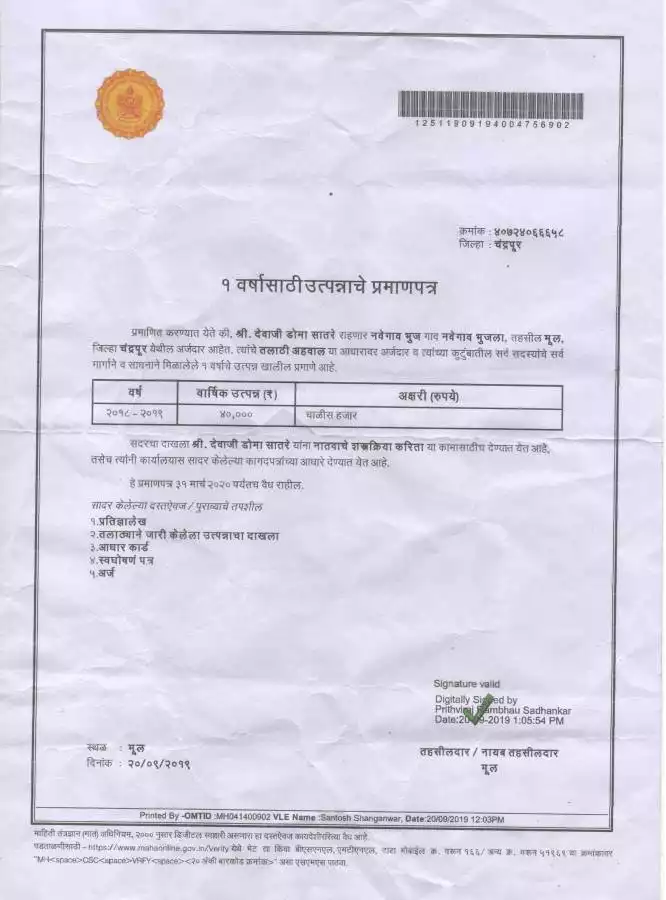 12511909194004756902
क्रमांक : ४०७२४०६६६५८
जिल्हा : चंद्रपूर
१ वर्षासाठी उत्पन्नाचे प्रमाणपत्र
प्रमाणित करण्यात येते की, श्री. देवाजी डोमा सातरे राहणार नवेगाव भुज गाव नवेगाव भुजला, तहसील मूल,
जिल्हा चंद्रपूर येथील अर्जदार आहेत. त्यांचे तलाठी अहवाल या आधारावर अर्जदार व त्यांच्या कुटुंबातील सर्व सदस्यांचे सर्व
मार्गाने व साधनाने मिळालेले १ वर्षाचे उत्पन्न खालील प्रमाणे आहे.
वर्ष वार्षिक उत्पन्न (₹) अक्षरी (रुपये)
२०१८ - २०१९ ४०,००० चाळीस हजार
सदरचा दाखला श्री. देवाजी डोमा सातरे यांना नातवाचे शस्त्रक्रिया करिता या कामासाठीच देण्यात येत आहे.
तसेच त्यांनी कार्यालयास सादर केलेल्या कागदपत्रांच्या आधारे देण्यात येत आहे.
हे प्रमाणपत्र ३१ मार्च २०२० पर्यंतच वैध राहील.
सादर केलेल्या दस्तऐवज / पुराव्याचे तपशील
१.प्रतिज्ञालेख
२.तलाठ्याने जारी केलेला उत्पन्नाचा दाखला
३.आधार कार्ड
४.स्वघोषणं पत्र
५.अर्ज
Signature valid
Digitally Signed by
Prithviraj Rambhau Sadhankar
Date:20-09-2019 1:05:54 PM
स्थळ : मूल
दिनांक : २०/०९/२०१९
तहसीलदार / नायब तहसीलदार
मूल
Printed By -OMTID :MH041400902 VLE Name :Santosh Shanganwar, Date:20/09/2019 12:03PM
माहिती तंत्रज्ञान (मातं) अधिनियम, २००० नुसार डिजीटल स्वाक्षरी असणारा हा दस्तऐवज कायदेशीररित्या वैध आहे.
पडताळणीसाठी - https://www.mahaonline.gov.in/Verify येथे भेट द्या किंवा बीएसएनएल, एमटीएनएल, द्वारा मोबाईल क्र. वरून १६६/ अन्य क्र. वरून ५१९६९ या क्रमांकावर
"MH<space>CSC<space>VRFY<space><२० अंकी बारकोड क्रमांक>" असा एसएमएस पाठवा.